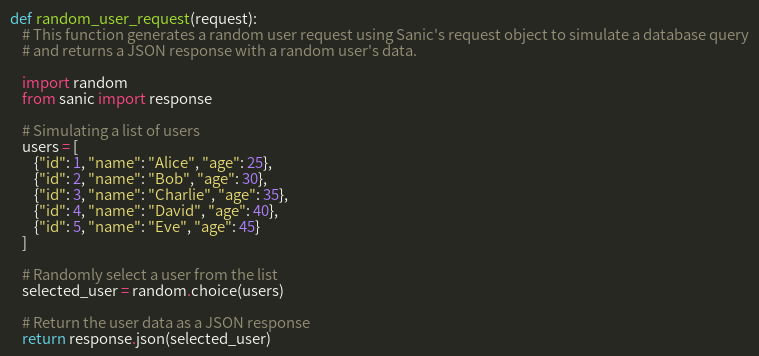 def random_user_request(request):
    # This function generates a random user request using Sanic's request object to simulate a database query
    # and returns a JSON response with a random user's data.

    import random
    from sanic import response

    # Simulating a list of users
    users = [
        {"id": 1, "name": "Alice", "age": 25},
        {"id": 2, "name": "Bob", "age": 30},
        {"id": 3, "name": "Charlie", "age": 35},
        {"id": 4, "name": "David", "age": 40},
        {"id": 5, "name": "Eve", "age": 45}
    ]

    # Randomly select a user from the list
    selected_user = random.choice(users)

    # Return the user data as a JSON response
    return response.json(selected_user)